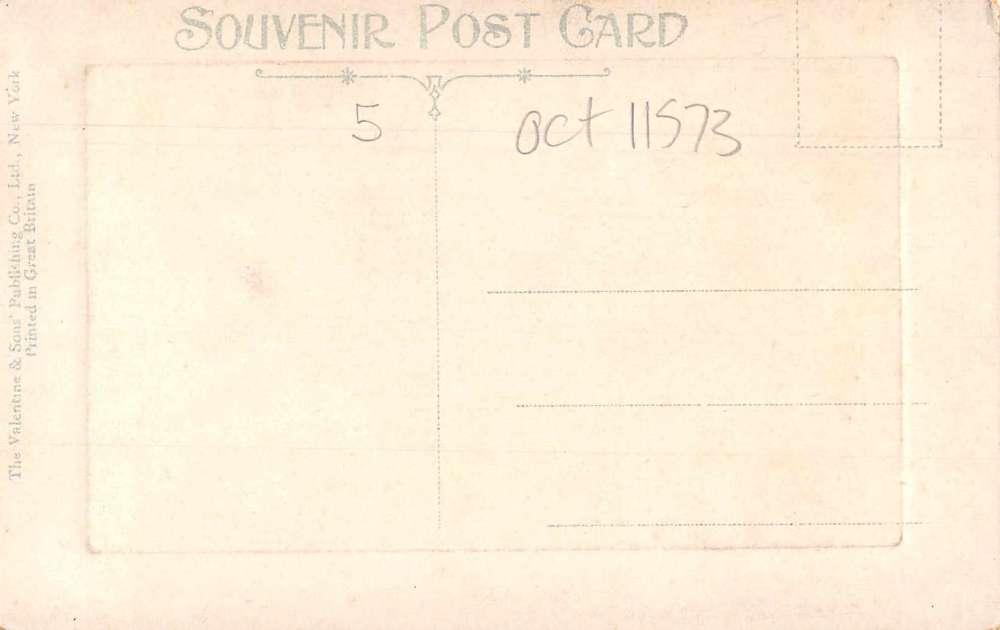 SOUVENIR POST CARD
5
Oct 11573
The Valentine & Sons' Publishing Co., Ltd., New York
Printed in Great Britain